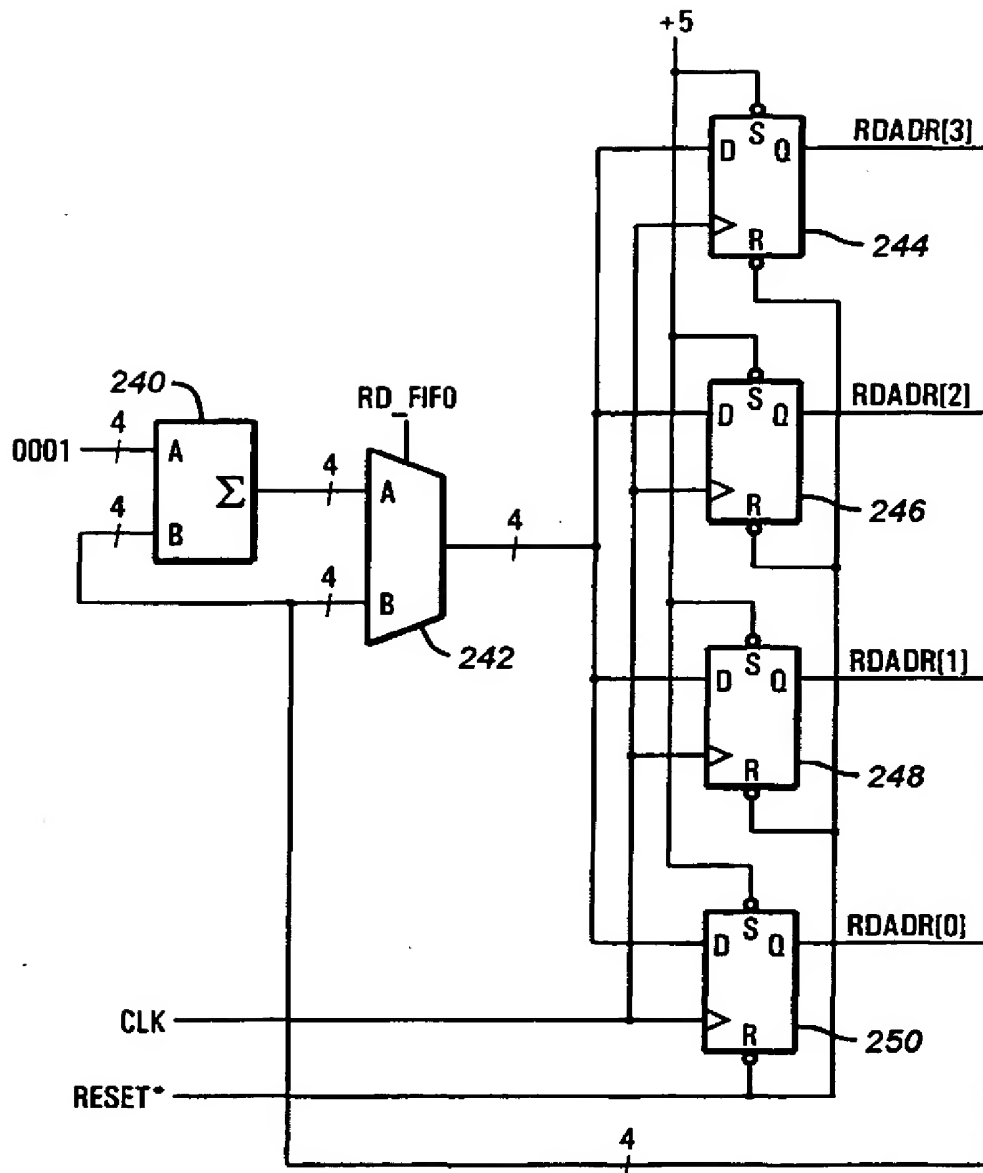 +5
S
D Q
RDADR[3]
R
244
240
RD_FIFO
S
D Q
RDADR[2]
4
0001
A
4
A
Σ
4
B
4
R
246
4
B
242
S
D Q
RDADR[1]
R
248
S
D Q
RDADR[0]
CLK
R
250
RESET*
4